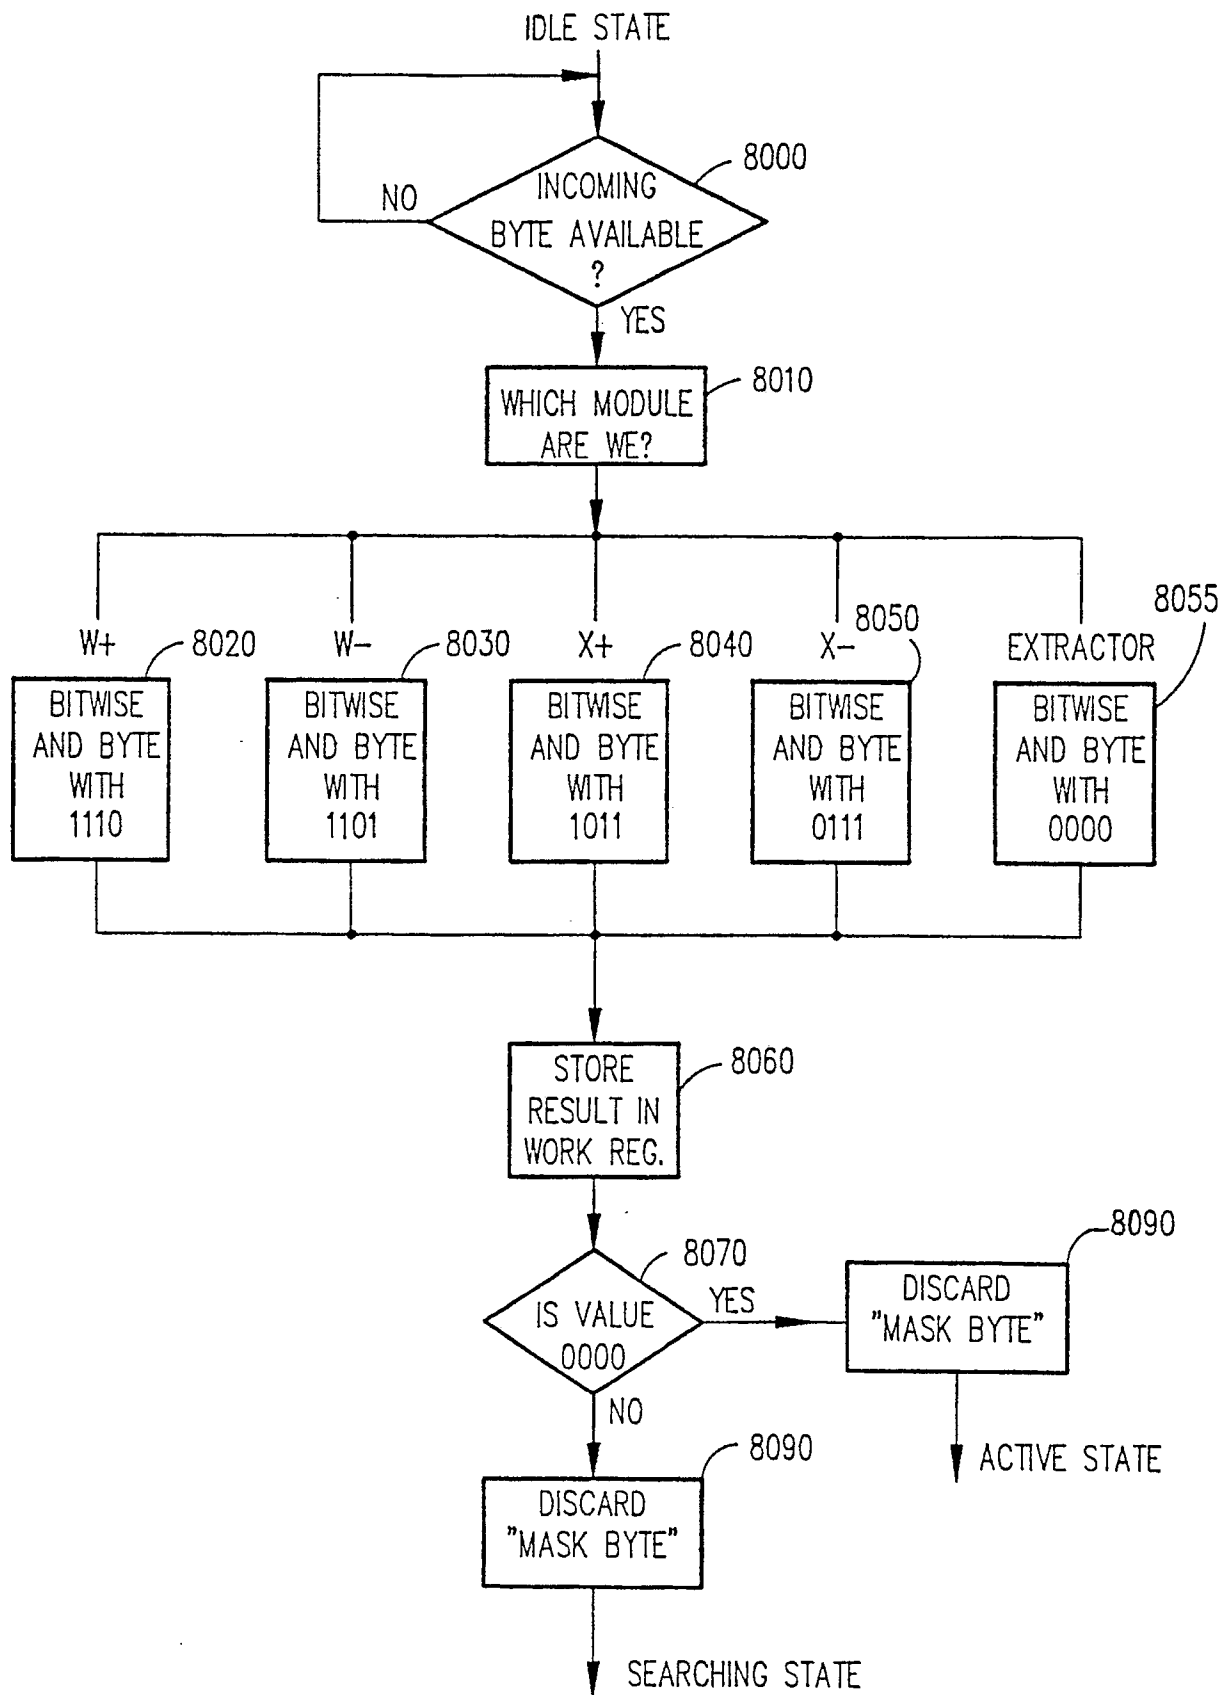 IDLE STATE
8000
INCOMING
BYTE AVAILABLE
?
NO
YES
8010
WHICH MODULE
ARE WE?
W+
8020
BITWISE
AND BYTE
WITH
1110
W-
8030
BITWISE
AND BYTE
WITH
1101
X+
8040
BITWISE
AND BYTE
WITH
1011
X-
8050
BITWISE
AND BYTE
WITH
0111
EXTRACTOR
8055
BITWISE
AND BYTE
WITH
0000
8060
STORE
RESULT IN
WORK REG.
8070
IS VALUE
0000
YES
8090
DISCARD
"MASK BYTE"
ACTIVE STATE
NO
8090
DISCARD
"MASK BYTE"
SEARCHING STATE